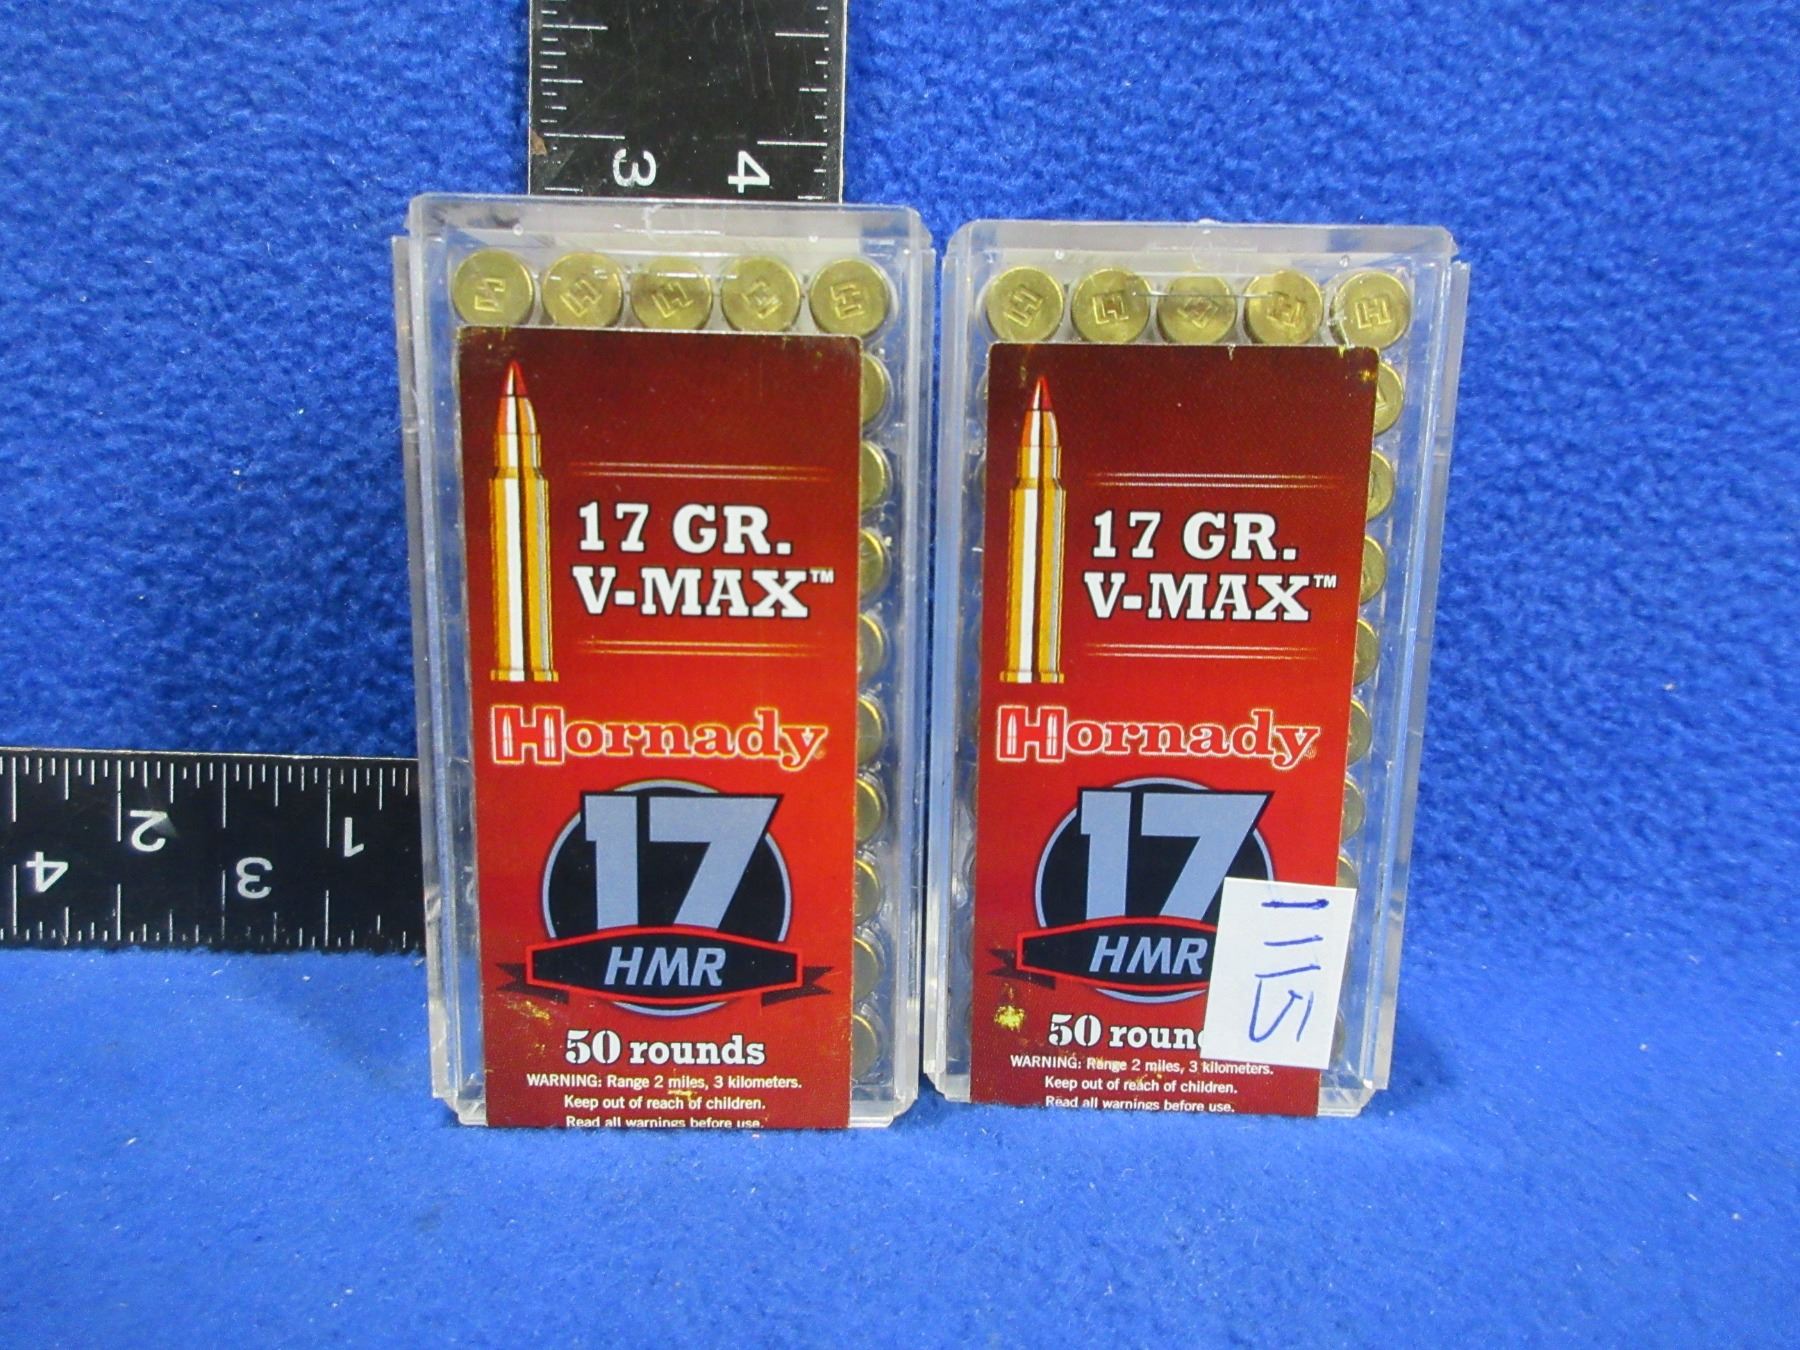 3 4
17 GR.
V-MAX™
Hornady®
17
HMR
50 rounds
WARNING: Range 2 miles, 3 kilometers.
Keep out of reach of children.
Read all warnings before use.
17 GR.
V-MAX™
Hornady®
17
HMR
50
WARNING: Range 2 miles, 3 kilometers.
Keep out of reach of children.
Read all warnings before use.
1115
1 2
3 4
H H H H H
H H H H H